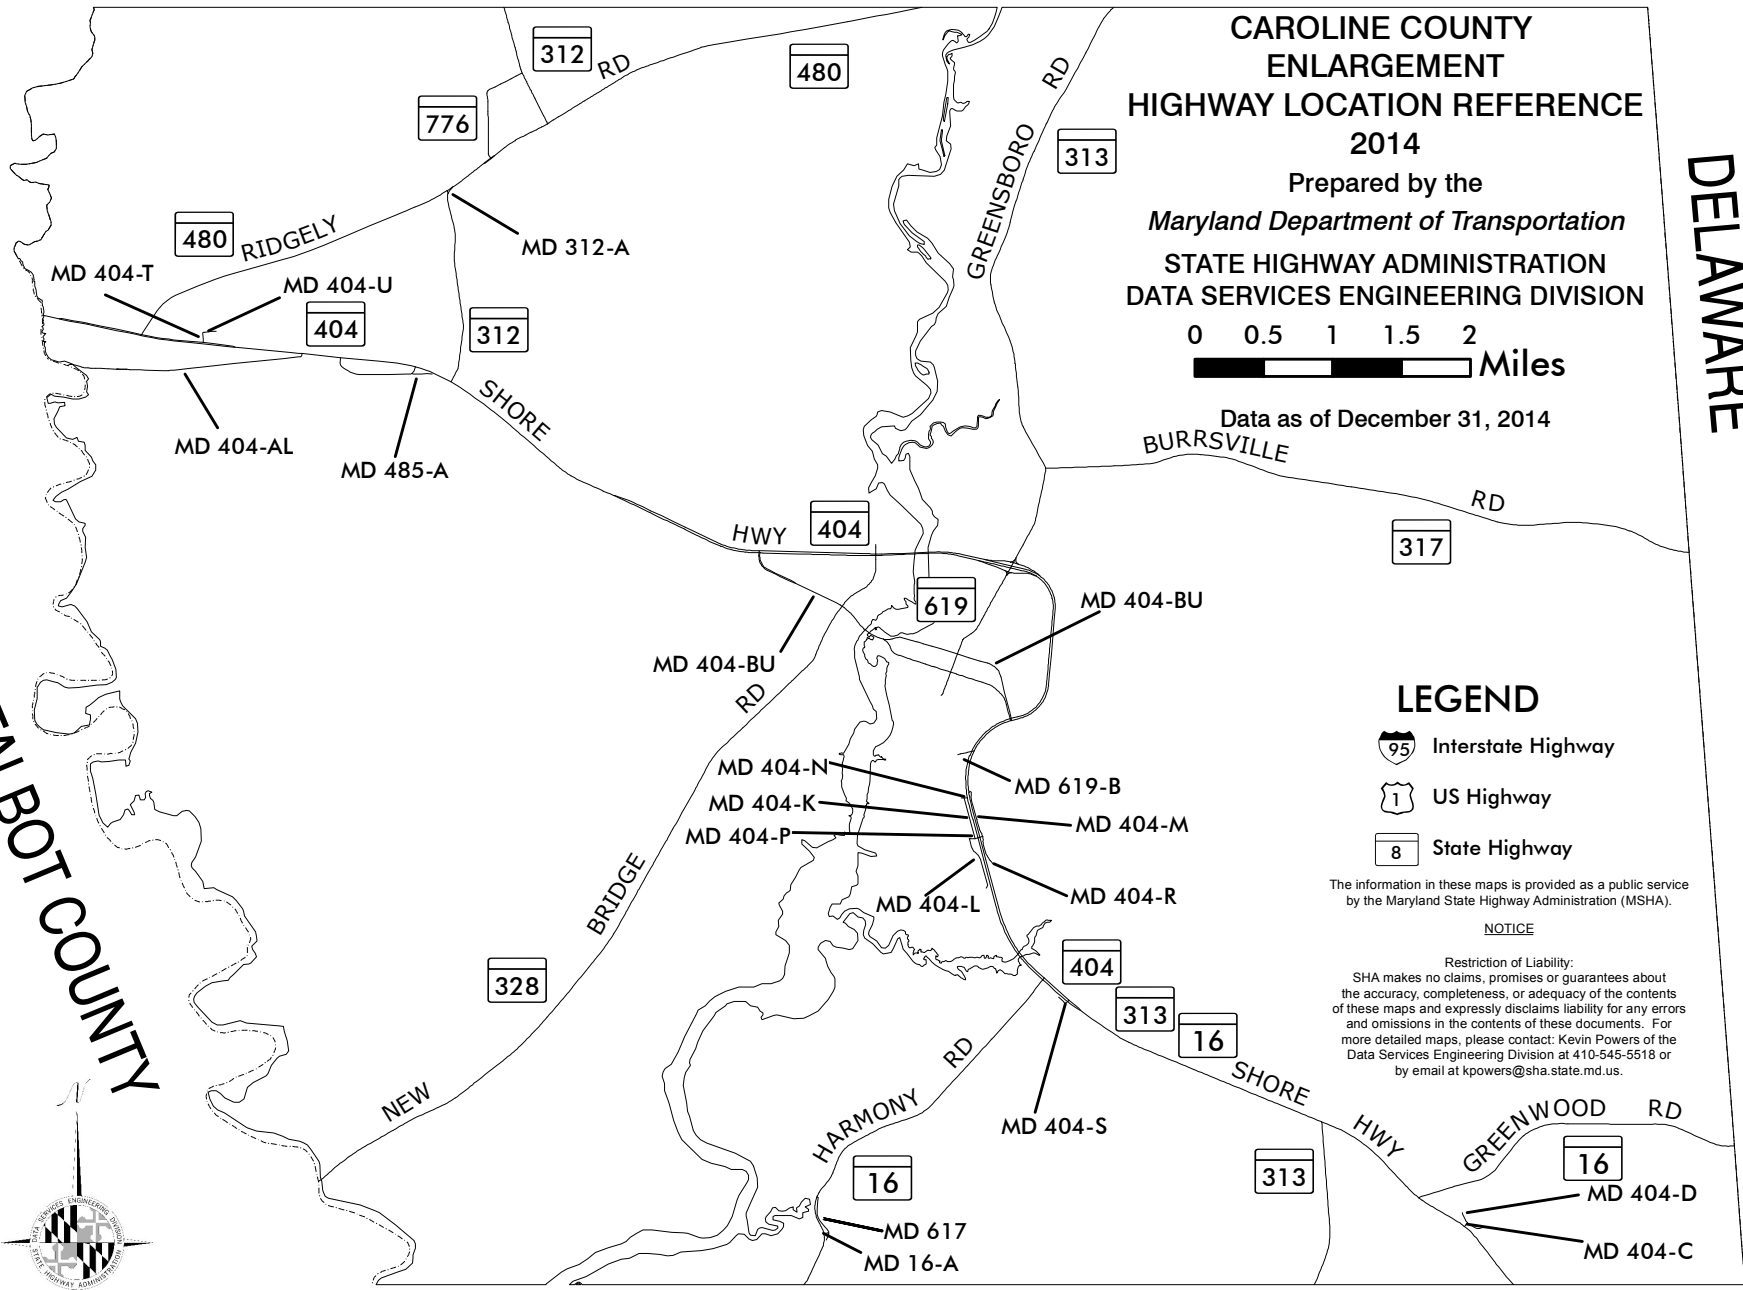 CAROLINE COUNTY
ENLARGEMENT
HIGHWAY LOCATION REFERENCE
2014
Prepared by the
Maryland Department of Transportation
STATE HIGHWAY ADMINISTRATION
DATA SERVICES ENGINEERING DIVISION
0 0.5 1 1.5 2
Miles
Data as of December 31, 2014
312
RD
480
776
RD
313
GREENSBORO
480
RIDGELY
MD 312-A
MD 404-T
MD 404-U
404
312
DELAWARE
SHORE
MD 404-AL
MD 485-A
BURRSVILLE
RD
317
HWY
404
619
MD 404-BU
MD 404-BU
RD
BRIDGE
NEW
328
TALBOT COUNTY
MD 404-N
MD 619-B
MD 404-K
MD 404-M
MD 404-P
MD 404-L
MD 404-R
404
313
16
RD
HARMONY
MD 404-S
SHORE
HWY
GREENWOOD RD
16
313
16
MD 404-D
MD 404-C
MD 617
MD 16-A
LEGEND
95 Interstate Highway
1 US Highway
8 State Highway
The information in these maps is provided as a public service
by the Maryland State Highway Administration (MSHA).
NOTICE
Restriction of Liability:
SHA makes no claims, promises or guarantees about
the accuracy, completeness, or adequacy of the contents
of these maps and expressly disclaims liability for any errors
and omissions in the contents of these documents. For
more detailed maps, please contact: Kevin Powers of the
Data Services Engineering Division at 410-545-5518 or
by email at kpowers@sha.state.md.us.
DATA SERVICES ENGINEERING DIVISION
STATE HIGHWAY ADMINISTRATION